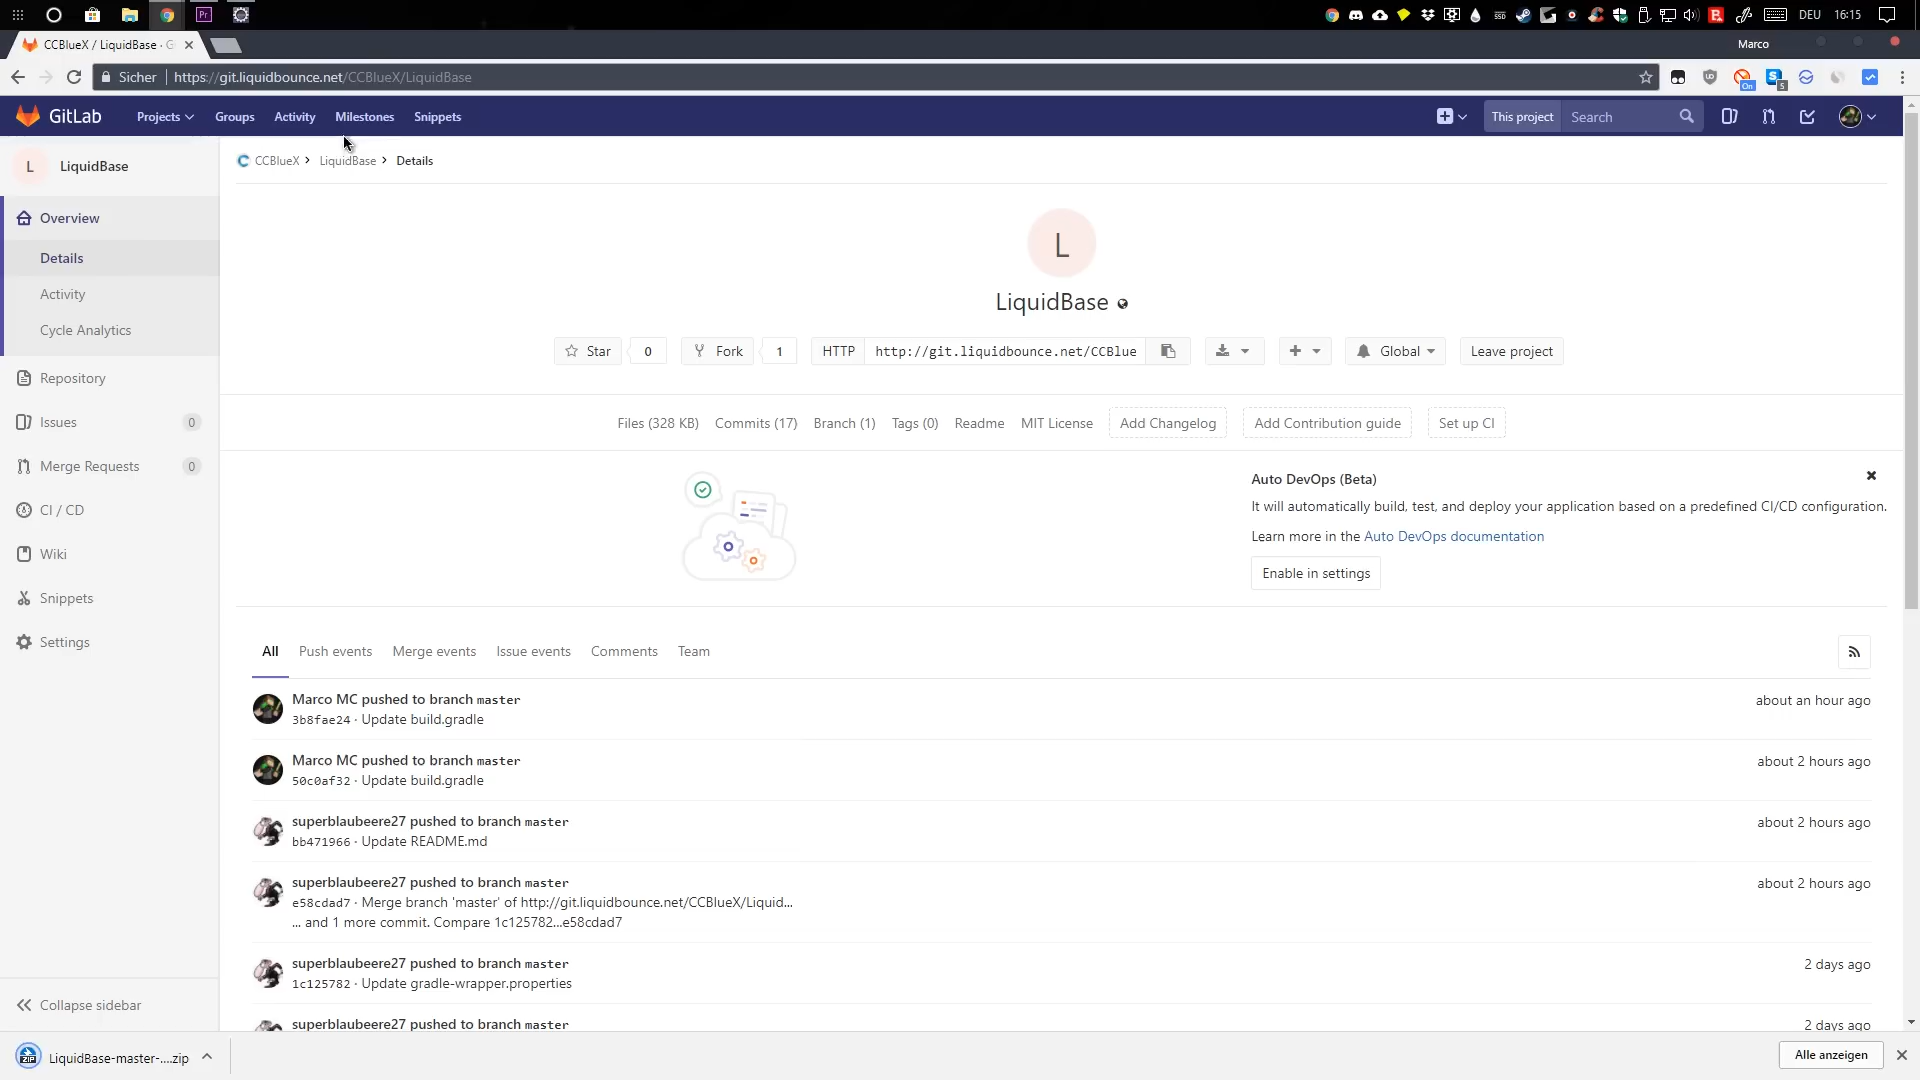 SSD
DEU
16:15
CCBlueX / LiquidBase · G
Marco
Sicher
https://git.liquidbounce.net/CCBlueX/LiquidBase
On
5
GitLab
Projects
Groups
Activity
Milestones
Snippets
This project
Search
L
LiquidBase
CCBlueX
LiquidBase
Details
Overview
Details
Activity
Cycle Analytics
Repository
Issues
0
Merge Requests
0
CI / CD
Wiki
Snippets
Settings
Collapse sidebar
L
LiquidBase
Star
0
Fork
1
HTTP
http://git.liquidbounce.net/CCBlue
Global
Leave project
Files (328 KB)
Commits (17)
Branch (1)
Tags (0)
Readme
MIT License
Add Changelog
Add Contribution guide
Set up CI
Auto DevOps (Beta)
It will automatically build, test, and deploy your application based on a predefined CI/CD configuration.
Learn more in the Auto DevOps documentation
Enable in settings
All
Push events
Merge events
Issue events
Comments
Team
Marco MC pushed to branch master
about an hour ago
3b8fae24 · Update build.gradle
Marco MC pushed to branch master
about 2 hours ago
50c0af32 · Update build.gradle
superblaubeere27 pushed to branch master
about 2 hours ago
bb471966 · Update README.md
superblaubeere27 pushed to branch master
about 2 hours ago
e58cdad7 · Merge branch 'master' of http://git.liquidbounce.net/CCBlueX/Liquid...
... and 1 more commit. Compare 1c125782...e58cdad7
superblaubeere27 pushed to branch master
2 days ago
1c125782 · Update gradle-wrapper.properties
superblaubeere27 pushed to branch master
2 days ago
ZIP
LiquidBase-master-....zip
Alle anzeigen